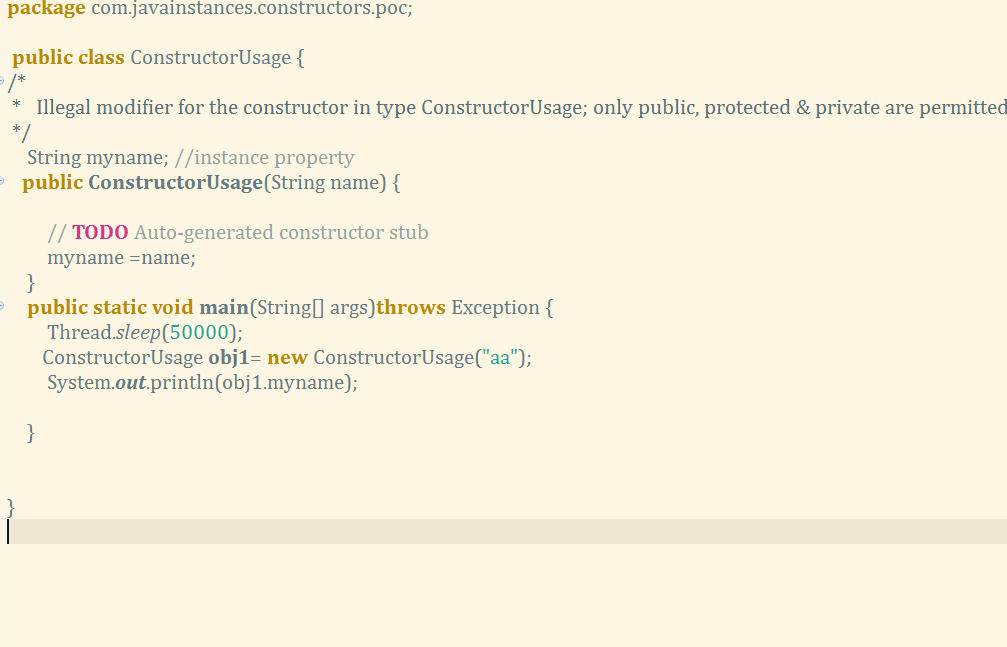 package com.javainstances.constructors.poc;
public class ConstructorUsage {
/*
*   Illegal modifier for the constructor in type ConstructorUsage; only public, protected & private are permitted
*/
String myname; //instance property
public ConstructorUsage(String name) {
// TODO Auto-generated constructor stub
myname =name;
}
public static void main(String[] args)throws Exception {
Thread.sleep(50000);
ConstructorUsage obj1= new ConstructorUsage("aa");
System.out.println(obj1.myname);
}
}